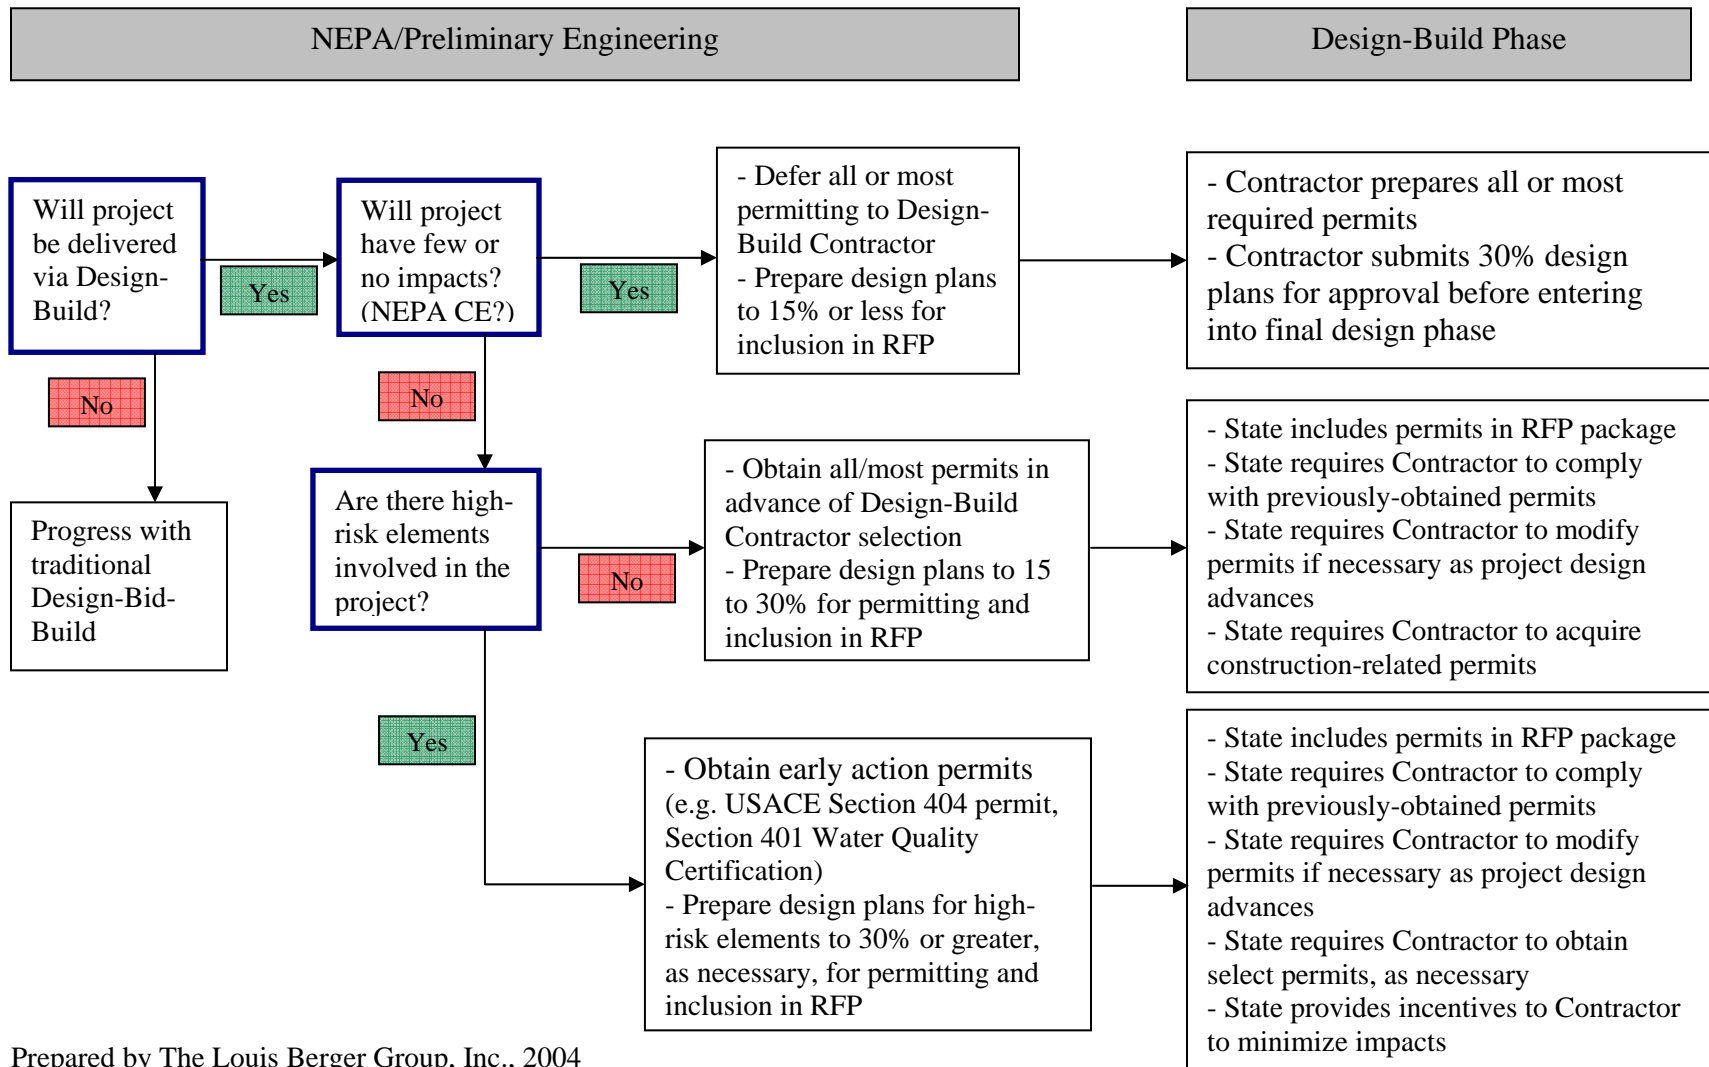 NEPA/Preliminary Engineering
Design-Build Phase
Will project
be delivered
via Design-
Build?
Yes
Will project
have few or
no impacts?
(NEPA CE?)
Yes
- Defer all or most
permitting to Design-
Build Contractor
- Prepare design plans
to 15% or less for
inclusion in RFP
- Contractor prepares all or most
required permits
- Contractor submits 30% design
plans for approval before entering
into final design phase
No
No
Progress with
traditional
Design-Bid-
Build
Are there high-
risk elements
involved in the
project?
No
- Obtain all/most permits in
advance of Design-Build
Contractor selection
- Prepare design plans to 15
to 30% for permitting and
inclusion in RFP
- State includes permits in RFP package
- State requires Contractor to comply
with previously-obtained permits
- State requires Contractor to modify
permits if necessary as project design
advances
- State requires Contractor to acquire
construction-related permits
Yes
- Obtain early action permits
(e.g. USACE Section 404 permit,
Section 401 Water Quality
Certification)
- Prepare design plans for high-
risk elements to 30% or greater,
as necessary, for permitting and
inclusion in RFP
- State includes permits in RFP package
- State requires Contractor to comply
with previously-obtained permits
- State requires Contractor to modify
permits if necessary as project design
advances
- State requires Contractor to obtain
select permits, as necessary
- State provides incentives to Contractor
to minimize impacts
Prepared by The Louis Berger Group, Inc., 2004